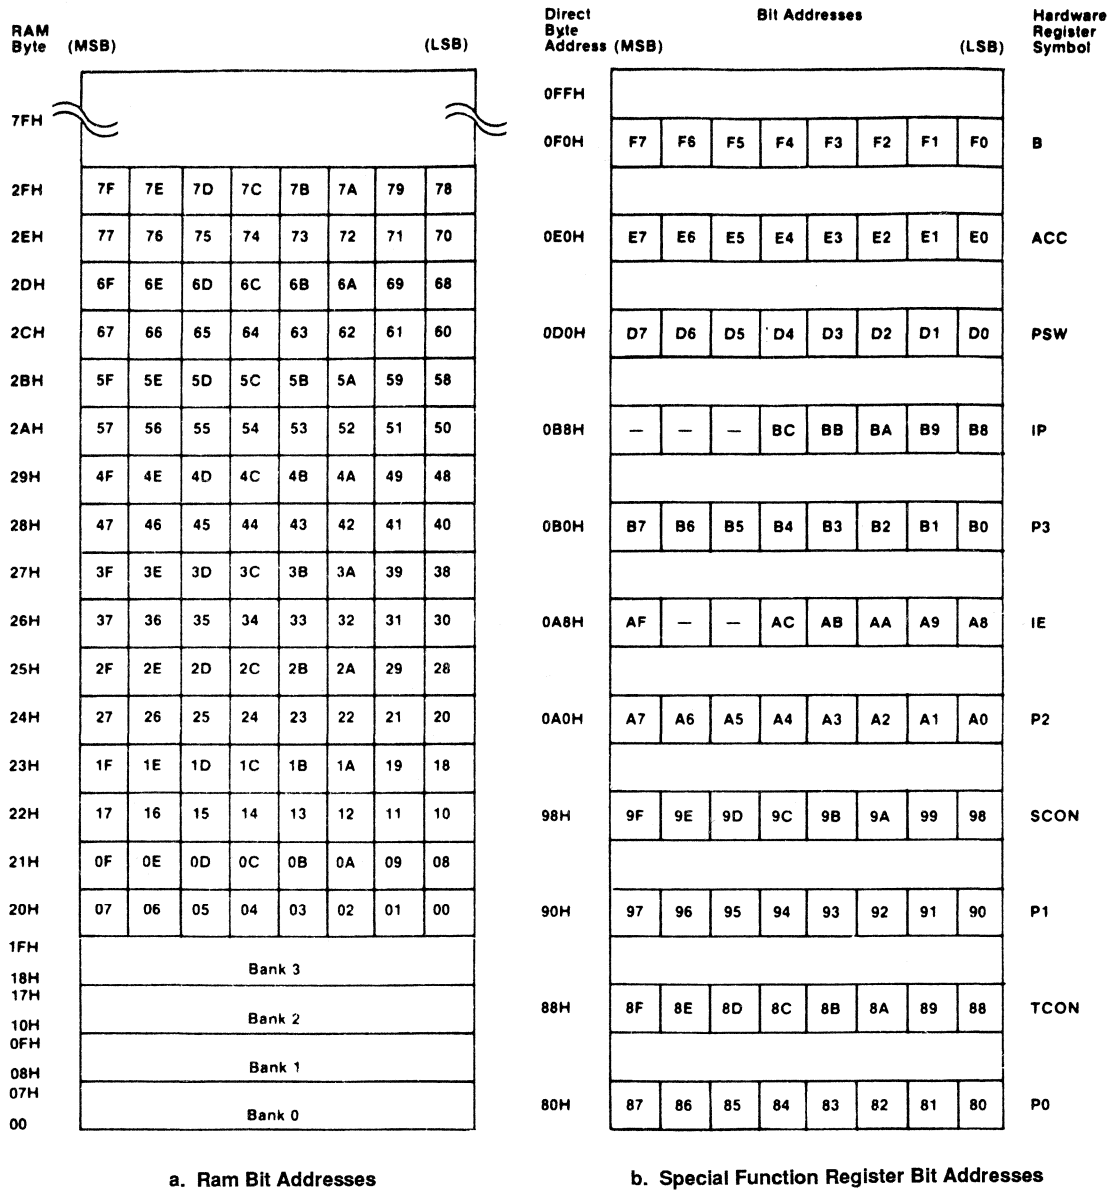 RAM Byte (MSB) (LSB)
7FH
2FH 7F 7E 7D 7C 7B 7A 79 78
2EH 77 76 75 74 73 72 71 70
2DH 6F 6E 6D 6C 6B 6A 69 68
2CH 67 66 65 64 63 62 61 60
2BH 5F 5E 5D 5C 5B 5A 59 58
2AH 57 56 55 54 53 52 51 50
29H 4F 4E 4D 4C 4B 4A 49 48
28H 47 46 45 44 43 42 41 40
27H 3F 3E 3D 3C 3B 3A 39 38
26H 37 36 35 34 33 32 31 30
25H 2F 2E 2D 2C 2B 2A 29 28
24H 27 26 25 24 23 22 21 20
23H 1F 1E 1D 1C 1B 1A 19 18
22H 17 16 15 14 13 12 11 10
21H 0F 0E 0D 0C 0B 0A 09 08
20H 07 06 05 04 03 02 01 00
1FH
Bank 3
18H
17H
Bank 2
10H
0FH
Bank 1
08H
07H
Bank 0
00
a. Ram Bit Addresses
Direct Byte Address (MSB) Bit Addresses (LSB) Hardware Register Symbol
0FFH
0F0H F7 F6 F5 F4 F3 F2 F1 F0 B
0E0H E7 E6 E5 E4 E3 E2 E1 E0 ACC
0D0H D7 D6 D5 D4 D3 D2 D1 D0 PSW
0B8H — — — BC BB BA B9 B8 IP
0B0H B7 B6 B5 B4 B3 B2 B1 B0 P3
0A8H AF — — AC AB AA A9 A8 IE
0A0H A7 A6 A5 A4 A3 A2 A1 A0 P2
98H 9F 9E 9D 9C 9B 9A 99 98 SCON
90H 97 96 95 94 93 92 91 90 P1
88H 8F 8E 8D 8C 8B 8A 89 88 TCON
80H 87 86 85 84 83 82 81 80 P0
b. Special Function Register Bit Addresses